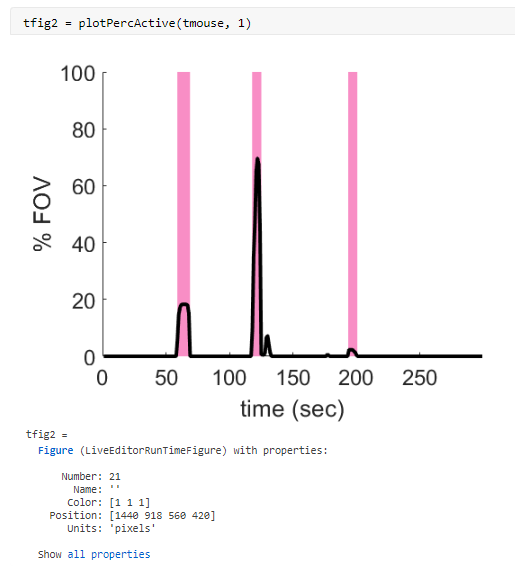 tfig2 = plotPercActive(tmouse, 1)
100
80
60
40
20
0
% FOV
0 50 100 150 200 250
time (sec)
tfig2 =
Figure (LiveEditorRunTimeFigure) with properties:
Number: 21
Name: ''
Color: [1 1 1]
Position: [1440 918 560 420]
Units: 'pixels'
Show all properties